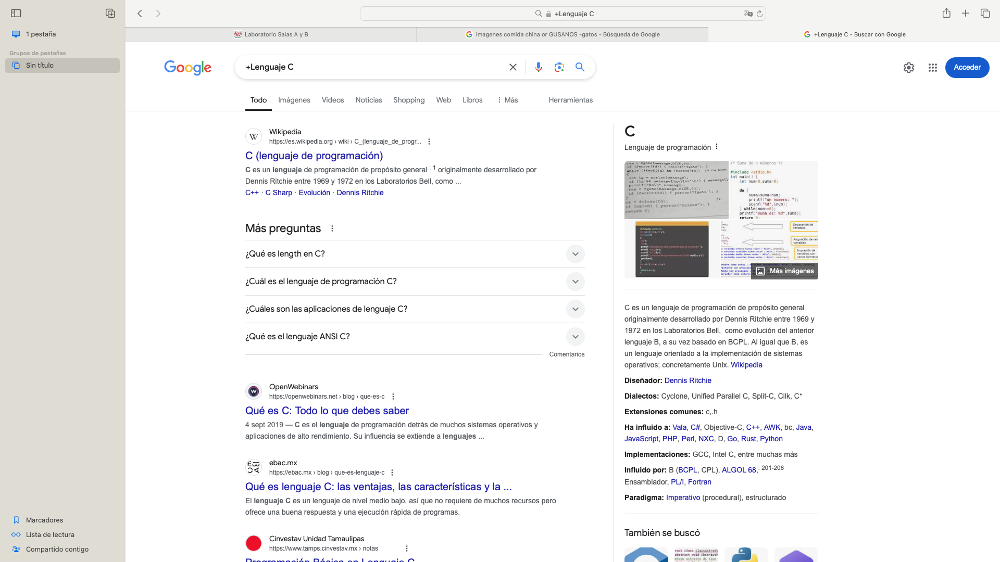 1 pestaña
Grupos de pestañas
Sin título
Marcadores
Lista de lectura
Compartido contigo
+Lenguaje C
Laboratorio Salas A y B
imagenes comida china or GUSANOS -gatos - Búsqueda de Google
+Lenguaje C - Buscar con Google
Google
+Lenguaje C
Acceder
Todo
Imágenes
Videos
Noticias
Shopping
Web
Libros
Más
Herramientas
Wikipedia
https://es.wikipedia.org › wiki › C_(lenguaje_de_progr...
C (lenguaje de programación)
C es un lenguaje de programación de propósito general : 1 originalmente desarrollado por
Dennis Ritchie entre 1969 y 1972 en los Laboratorios Bell, como ...
C++ · C Sharp · Evolución · Dennis Ritchie
Más preguntas
¿Qué es length en C?
¿Cuál es el lenguaje de programación C?
¿Cuáles son las aplicaciones de lenguaje C?
¿Qué es el lenguaje ANSI C?
Comentarios
OpenWebinars
https://openwebinars.net › blog › que-es-c
Qué es C: Todo lo que debes saber
4 sept 2019 — C es el lenguaje de programación detrás de muchos sistemas operativos y
aplicaciones de alto rendimiento. Su influencia se extiende a lenguajes ...
ebac.mx
https://ebac.mx › blog › que-es-lenguaje-c
Qué es lenguaje C: las ventajas, las características y la ...
El lenguaje C es un lenguaje de nivel medio bajo, así que no requiere de muchos recursos pero
ofrece una buena respuesta y una ejecución rápida de programas.
Cinvestav Unidad Tamaulipas
https://www.tamps.cinvestav.mx › notas
Programación Básica en Lenguaje C
C
Lenguaje de programación
/* Suma de n números */
#include <stdio.h>
int main() {
int num=0,suma=0;
do {
suma=suma+num;
printf("un número: ");
scanf("%d",&num);
} while(num>=0);
printf("suma es: %d",suma);
return 0;
Declaración de
variables
Impresión de
variables con
varios formatos
Más imágenes
C es un lenguaje de programación de propósito general
originalmente desarrollado por Dennis Ritchie entre 1969 y
1972 en los Laboratorios Bell, como evolución del anterior
lenguaje B, a su vez basado en BCPL. Al igual que B, es
un lenguaje orientado a la implementación de sistemas
operativos; concretamente Unix. Wikipedia
Diseñador: Dennis Ritchie
Dialectos: Cyclone, Unified Parallel C, Split-C, Cilk, C*
Extensiones comunes: c,.h
Ha influido a: Vala, C#, Objective-C, C++, AWK, bc, Java,
JavaScript, PHP, Perl, NXC, D, Go, Rust, Python
Implementaciones: GCC, Intel C, entre muchas más
Influido por: B (BCPL, CPL), ALGOL 68,: 201-208
Ensamblador, PL/I, Fortran
Paradigma: Imperativo (procedural), estructurado
También se buscó